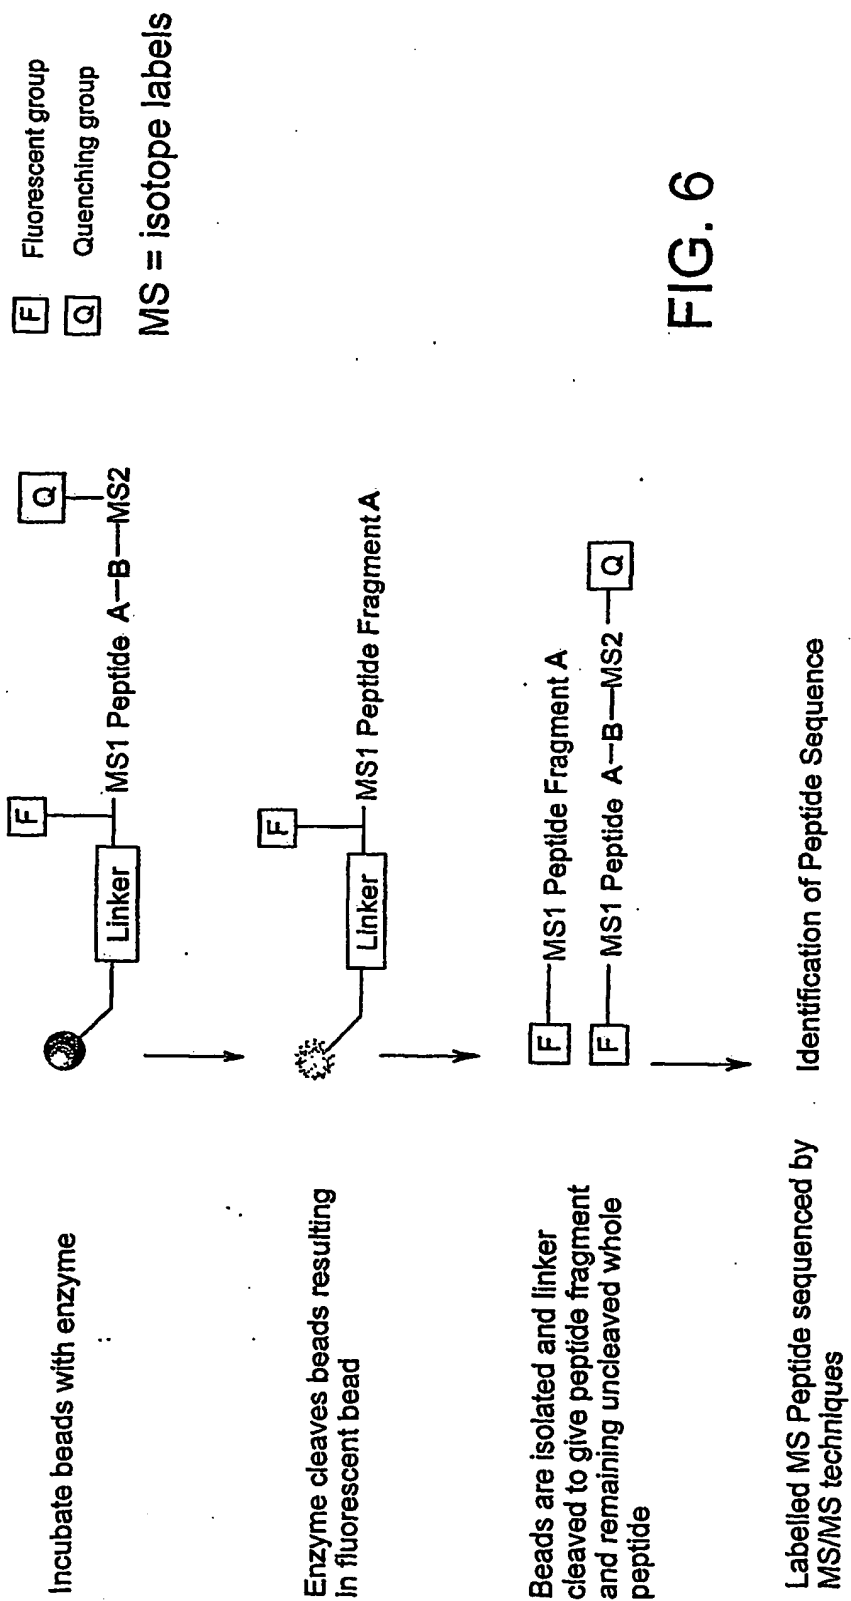 F Fluorescent group
Q Quenching group
MS = isotope labels
Incubate beads with enzyme
F
Q
Linker
MS1 Peptide A—B—MS2
Enzyme cleaves beads resulting
in fluorescent bead
F
Linker
MS1 Peptide Fragment A
Beads are isolated and linker
cleaved to give peptide fragment
and remaining uncleaved whole
peptide
F—MS1 Peptide Fragment A
F—MS1 Peptide A—B—MS2—Q
Labelled MS Peptide sequenced by
MS/MS techniques
Identification of Peptide Sequence
FIG. 6